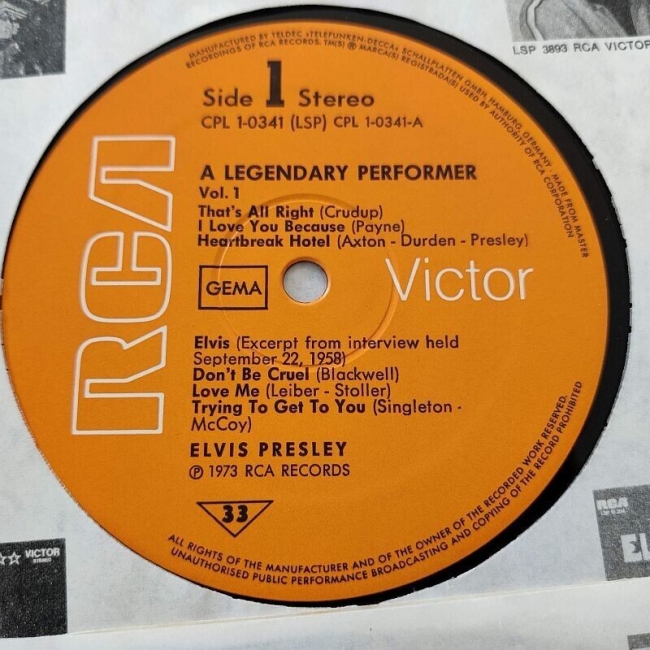 LSP 3893 RCA VICTOR
MANUFACTURED BY TELDEC »TELEFUNKEN-DECCA« SCHALLPLATTEN GMBH, HAMBURG, GERMANY · MADE FROM MASTER
RECORDINGS OF RCA RECORDS. TM(S) ® MARCA(S) REGISTRADA(S) USED BY AUTHORITY OF RCA CORPORATION
Side 1 Stereo
CPL 1-0341 (LSP) CPL 1-0341-A
RCA
A LEGENDARY PERFORMER
Vol. 1
That's All Right (Crudup)
I Love You Because (Payne)
Heartbreak Hotel (Axton - Durden - Presley)
GEMA
Victor
Elvis (Excerpt from interview held
September 22, 1958)
Don't Be Cruel (Blackwell)
Love Me (Leiber - Stoller)
Trying To Get To You (Singleton -
McCoy)
ELVIS PRESLEY
℗ 1973 RCA RECORDS
33
ALL RIGHTS OF THE MANUFACTURER AND OF THE OWNER OF THE RECORDED WORK RESERVED.
UNAUTHORISED PUBLIC PERFORMANCE BROADCASTING AND COPYING OF THE RECORD PROHIBITED
VICTOR
RCA